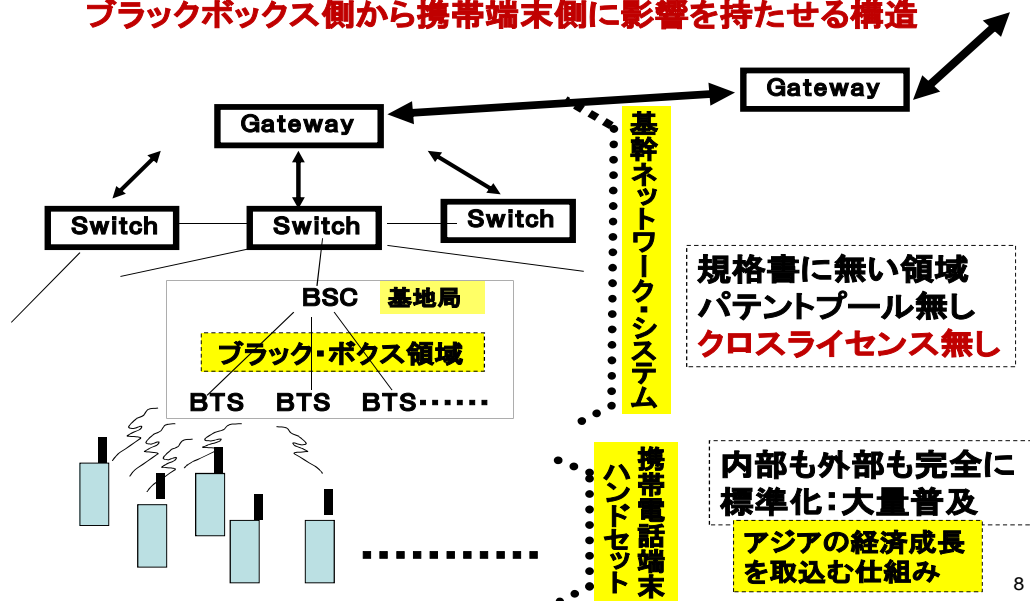 ブラックボックス側から携帯端末側に影響を持たせる構造
Gateway
Gateway
Switch
Switch
Switch
基幹ネットワーク・システム
規格書に無い領域
パテントプール無し
クロスライセンス無し
BSC
基地局
ブラック・ボクス領域
BTS
BTS
BTS・・・・・・
携帯電話端末
ハンドセット
内部も外部も完全に
標準化：大量普及
アジアの経済成長
を取込む仕組み
8